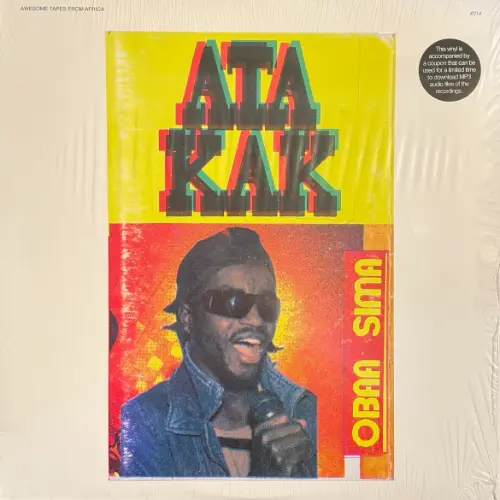 AWESOME TAPES FROM AFRICA
ATA
KAK
OBAA SIMA
This vinyl is
accompanied by
a coupon that can be
used for a limited time
to download MP3
audio files of the
recordings.